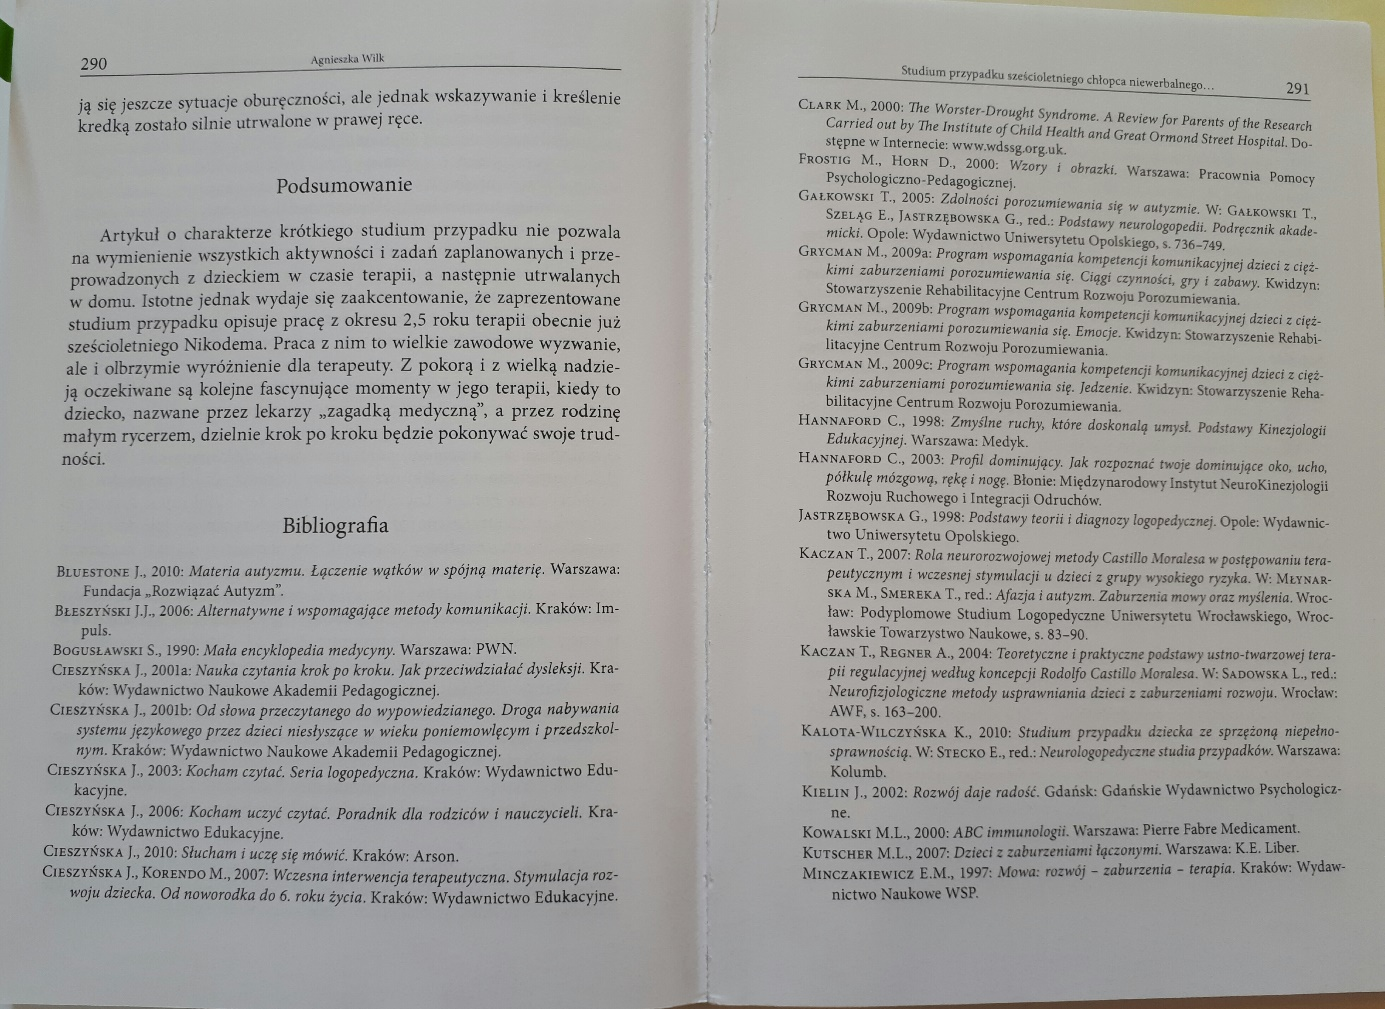 290
Agnieszka Wilk
ją się jeszcze sytuacje oburęczności, ale jednak wskazywanie i kreślenie
kredką zostało silnie utrwalone w prawej ręce.
Podsumowanie
Artykuł o charakterze krótkiego studium przypadku nie pozwala
na wymienienie wszystkich aktywności i zadań zaplanowanych i prze-
prowadzonych z dzieckiem w czasie terapii, a następnie utrwalanych
w domu. Istotne jednak wydaje się zaakcentowanie, że zaprezentowane
studium przypadku opisuje pracę z okresu 2,5 roku terapii obecnie już
sześcioletniego Nikodema. Praca z nim to wielkie zawodowe wyzwanie,
ale i olbrzymie wyróżnienie dla terapeuty. Z pokorą i z wielką nadzie-
ją oczekiwane są kolejne fascynujące momenty w jego terapii, kiedy to
dziecko, nazwane przez lekarzy „zagadką medyczną”, a przez rodzinę
małym rycerzem, dzielnie krok po kroku będzie pokonywać swoje trud-
ności.
Bibliografia
Bluestone J., 2010: Materia autyzmu. Łączenie wątków w spójną materię. Warszawa:
Fundacja „Rozwiązać Autyzm”.
Błeszyński J.J., 2006: Alternatywne i wspomagające metody komunikacji. Kraków: Im-
puls.
Bogusławski S., 1990: Mała encyklopedia medycyny. Warszawa: PWN.
Cieszyńska J., 2001a: Nauka czytania krok po kroku. Jak przeciwdziałać dysleksji. Kra-
ków: Wydawnictwo Naukowe Akademii Pedagogicznej.
Cieszyńska J., 2001b: Od słowa przeczytanego do wypowiedzianego. Droga nabywania
systemu językowego przez dzieci niesłyszące w wieku poniemowlęcym i przedszkol-
nym. Kraków: Wydawnictwo Naukowe Akademii Pedagogicznej.
Cieszyńska J., 2003: Kocham czytać. Seria logopedyczna. Kraków: Wydawnictwo Edu-
kacyjne.
Cieszyńska J., 2006: Kocham uczyć czytać. Poradnik dla rodziców i nauczycieli. Kra-
ków: Wydawnictwo Edukacyjne.
Cieszyńska J., 2010: Słucham i uczę się mówić. Kraków: Arson.
Cieszyńska J., Korendo M., 2007: Wczesna interwencja terapeutyczna. Stymulacja roz-
woju dziecka. Od noworodka do 6. roku życia. Kraków: Wydawnictwo Edukacyjne.
Studium przypadku sześcioletniego chłopca niewerbalnego…
291
Clark M., 2000: The Worster-Drought Syndrome. A Review for Parents of the Research
Carried out by The Institute of Child Health and Great Ormond Street Hospital. Do-
stępne w Internecie: www.wdssg.org.uk.
Frostig M., Horn D., 2000: Wzory i obrazki. Warszawa: Pracownia Pomocy
Psychologiczno-Pedagogicznej.
Gałkowski T., 2005: Zdolności porozumiewania się w autyzmie. W: Gałkowski T.,
Szeląg E., Jastrzębowska G., red.: Podstawy neurologopedii. Podręcznik akade-
micki. Opole: Wydawnictwo Uniwersytetu Opolskiego, s. 736–749.
Grycman M., 2009a: Program wspomagania kompetencji komunikacyjnej dzieci z cięż-
kimi zaburzeniami porozumiewania się. Ciągi czynności, gry i zabawy. Kwidzyn:
Stowarzyszenie Rehabilitacyjne Centrum Rozwoju Porozumiewania.
Grycman M., 2009b: Program wspomagania kompetencji komunikacyjnej dzieci z cięż-
kimi zaburzeniami porozumiewania się. Emocje. Kwidzyn: Stowarzyszenie Rehabi-
litacyjne Centrum Rozwoju Porozumiewania.
Grycman M., 2009c: Program wspomagania kompetencji komunikacyjnej dzieci z cięż-
kimi zaburzeniami porozumiewania się. Jedzenie. Kwidzyn: Stowarzyszenie Reha-
bilitacyjne Centrum Rozwoju Porozumiewania.
Hannaford C., 1998: Zmyślne ruchy, które doskonalą umysł. Podstawy Kinezjologii
Edukacyjnej. Warszawa: Medyk.
Hannaford C., 2003: Profil dominujący. Jak rozpoznać twoje dominujące oko, ucho,
półkulę mózgową, rękę i nogę. Błonie: Międzynarodowy Instytut NeuroKinezjologii
Rozwoju Ruchowego i Integracji Odruchów.
Jastrzębowska G., 1998: Podstawy teorii i diagnozy logopedycznej. Opole: Wydawnic-
two Uniwersytetu Opolskiego.
Kaczan T., 2007: Rola neurorozwojowej metody Castillo Moralesa w postępowaniu tera-
peutycznym i wczesnej stymulacji u dzieci z grupy wysokiego ryzyka. W: Młynar-
ska M., Smereka T., red.: Afazja i autyzm. Zaburzenia mowy oraz myślenia. Wroc-
ław: Podyplomowe Studium Logopedyczne Uniwersytetu Wrocławskiego, Wroc-
ławskie Towarzystwo Naukowe, s. 83–90.
Kaczan T., Regner A., 2004: Teoretyczne i praktyczne podstawy ustno-twarzowej tera-
pii regulacyjnej według koncepcji Rodolfo Castillo Moralesa. W: Sadowska L., red.:
Neurofizjologiczne metody usprawniania dzieci z zaburzeniami rozwoju. Wrocław:
AWF, s. 163–200.
Kalota-Wilczyńska K., 2010: Studium przypadku dziecka ze sprzężoną niepełno-
sprawnością. W: Stecko E., red.: Neurologopedyczne studia przypadków. Warszawa:
Kolumb.
Kielin J., 2002: Rozwój daje radość. Gdańsk: Gdańskie Wydawnictwo Psychologicz-
ne.
Kowalski M.L., 2000: ABC immunologii. Warszawa: Pierre Fabre Medicament.
Kutscher M.L., 2007: Dzieci z zaburzeniami łączonymi. Warszawa: K.E. Liber.
Minczakiewicz E.M., 1997: Mowa: rozwój – zaburzenia – terapia. Kraków: Wydaw-
nictwo Naukowe WSP.